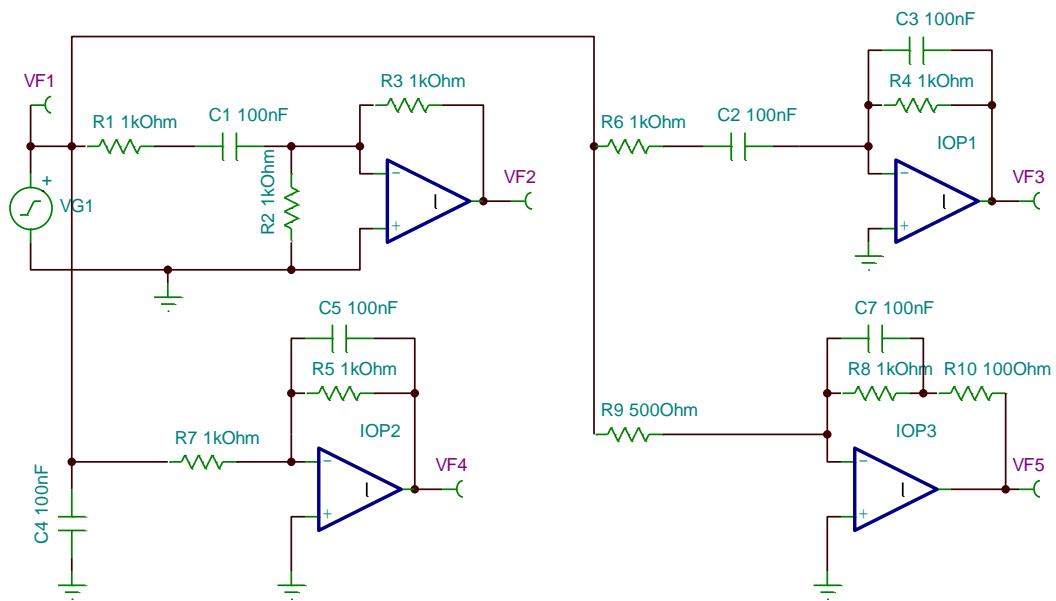 C3 100nF
VF1
R3 1kOhm
R4 1kOhm
R1 1kOhm
C1 100nF
R6 1kOhm
C2 100nF
IOP1
R2 1kOhm
+
VG1
−
+
VF2
−
+
VF3
C5 100nF
C7 100nF
R5 1kOhm
R8 1kOhm
R10 100Ohm
R9 500Ohm
R7 1kOhm
IOP2
IOP3
−
+
VF4
−
+
VF5
C4 100nF